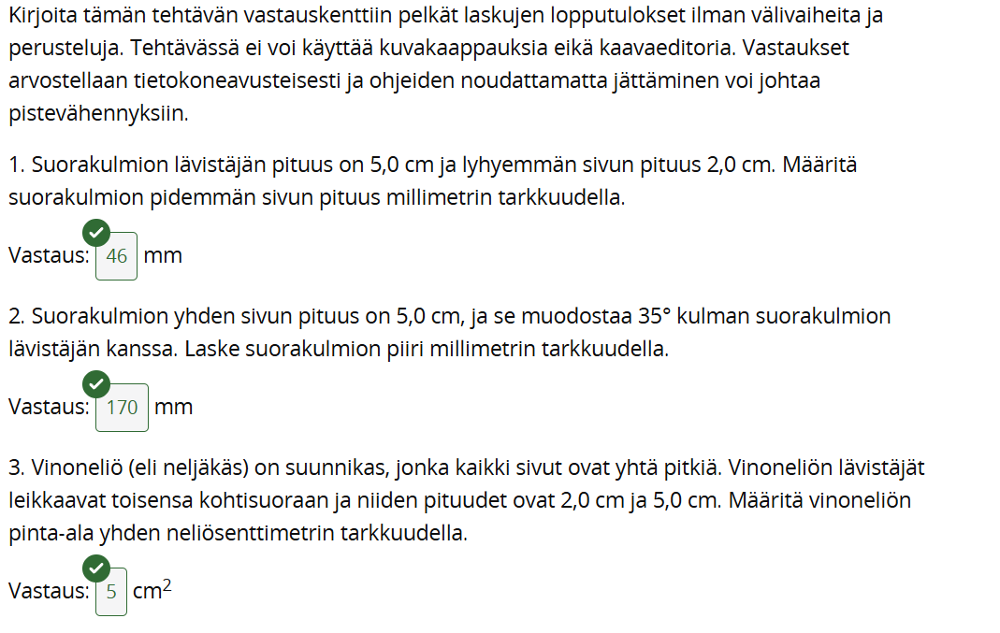 Kirjoita tämän tehtävän vastauskenttiin pelkät laskujen lopputulokset ilman välivaiheita ja
perusteluja. Tehtävässä ei voi käyttää kuvakaappauksia eikä kaavaeditoria. Vastaukset
arvostellaan tietokoneavusteisesti ja ohjeiden noudattamatta jättäminen voi johtaa
pistevähennyksiin.
1. Suorakulmion lävistäjän pituus on 5,0 cm ja lyhyemmän sivun pituus 2,0 cm. Määritä
suorakulmion pidemmän sivun pituus millimetrin tarkkuudella.
Vastaus: 46 mm
2. Suorakulmion yhden sivun pituus on 5,0 cm, ja se muodostaa 35° kulman suorakulmion
lävistäjän kanssa. Laske suorakulmion piiri millimetrin tarkkuudella.
Vastaus: 170 mm
3. Vinoneliö (eli neljäkäs) on suunnikas, jonka kaikki sivut ovat yhtä pitkiä. Vinoneliön lävistäjät
leikkaavat toisensa kohtisuoraan ja niiden pituudet ovat 2,0 cm ja 5,0 cm. Määritä vinoneliön
pinta-ala yhden neliösenttimetrin tarkkuudella.
Vastaus: 5 cm²